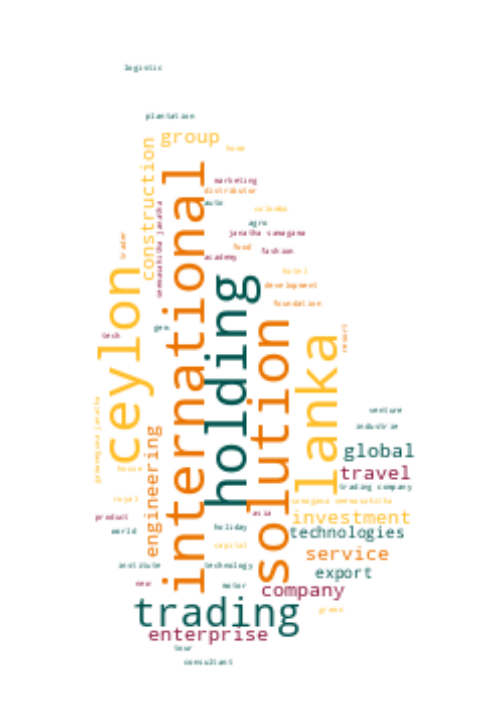 logistic
plantation
group
construction
home
international
marketing
distributor
auto
seemasahitha janatha
colombo
agro
trader
janatha samagama
food
fashion
academy
ceylon
hotel
holding
development
foundation
solution
gem
resort
tech
lanka
gamanegama janatha
venture
engineering
industrie
global
house
travel
trading company
royal
samagama seemasahitha
product
asia
investment
world
holiday
technologies
capital
service
institute
technology
export
new
motor
company
trading
green
enterprise
tour
consultant